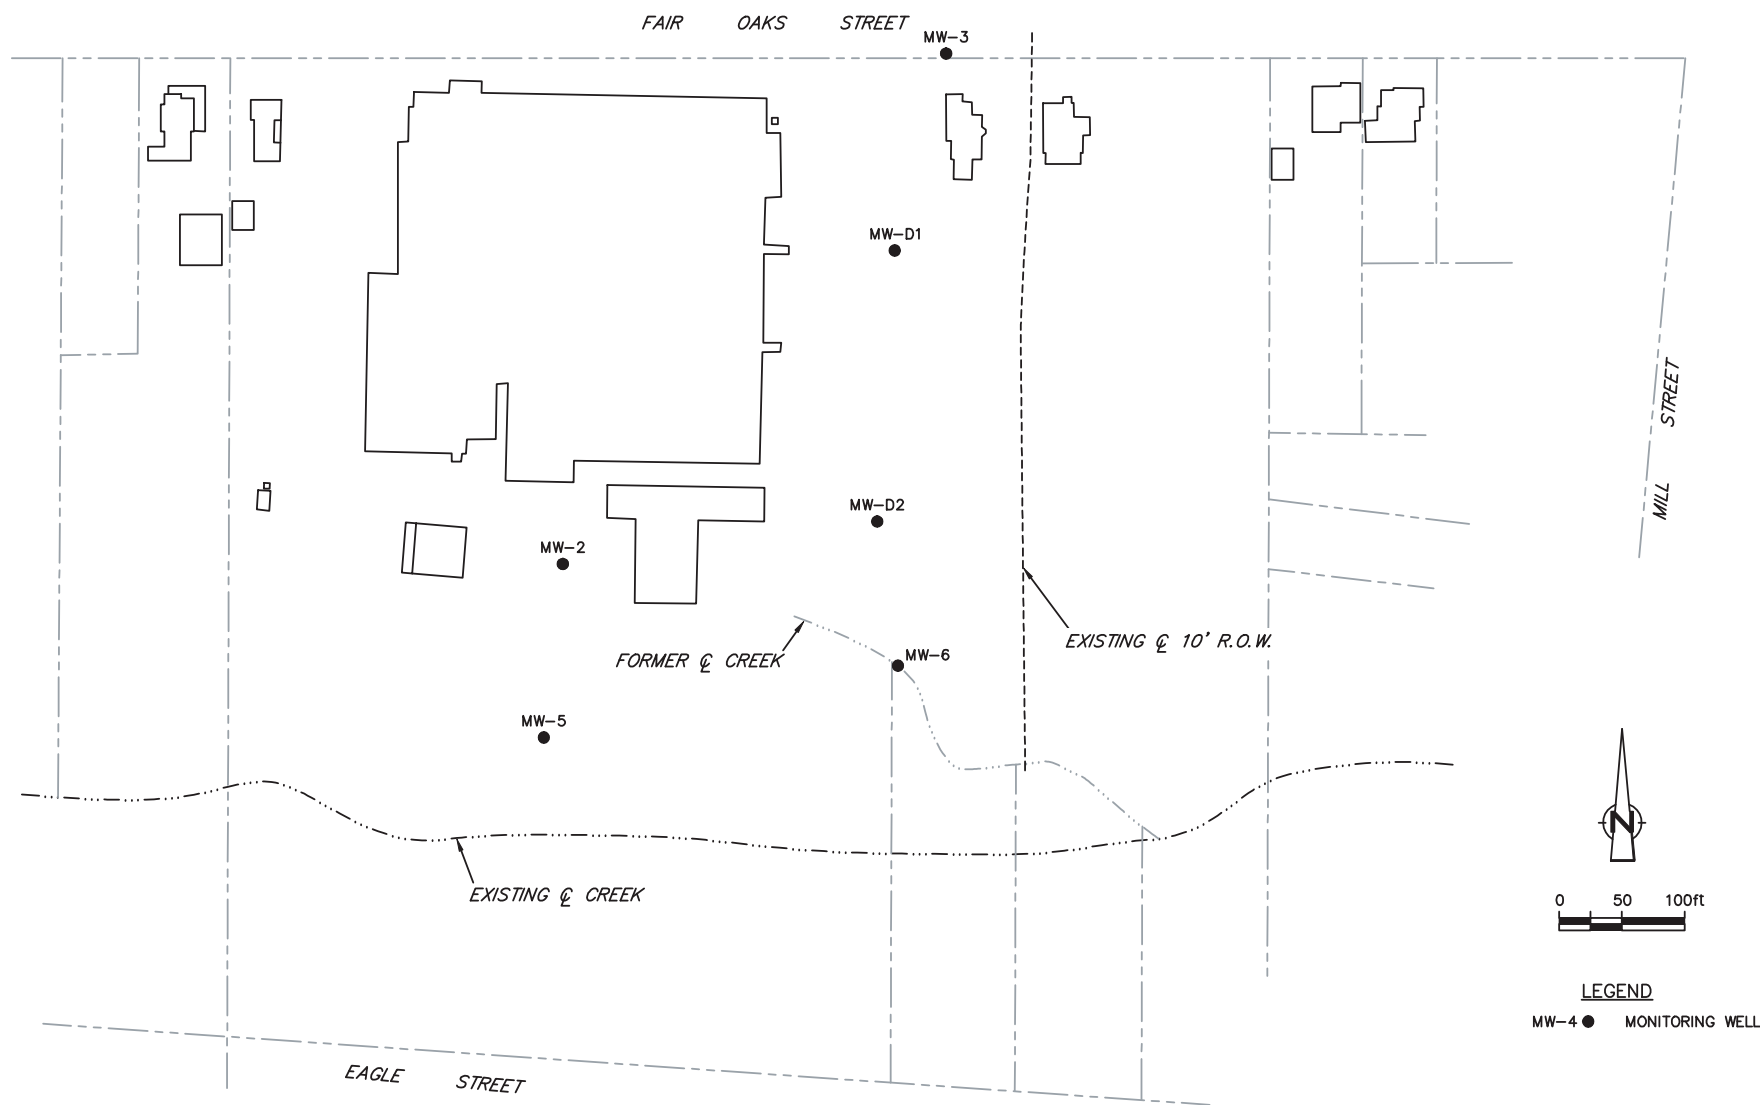 FAIR OAKS STREET
MW-3
MW-D1
MILL STREET
MW-D2
MW-2
EXISTING ℄ 10' R.O.W.
FORMER ℄ CREEK
MW-6
MW-5
EXISTING ℄ CREEK
N
0 50 100ft
LEGEND
MW-4 MONITORING WELL
EAGLE STREET